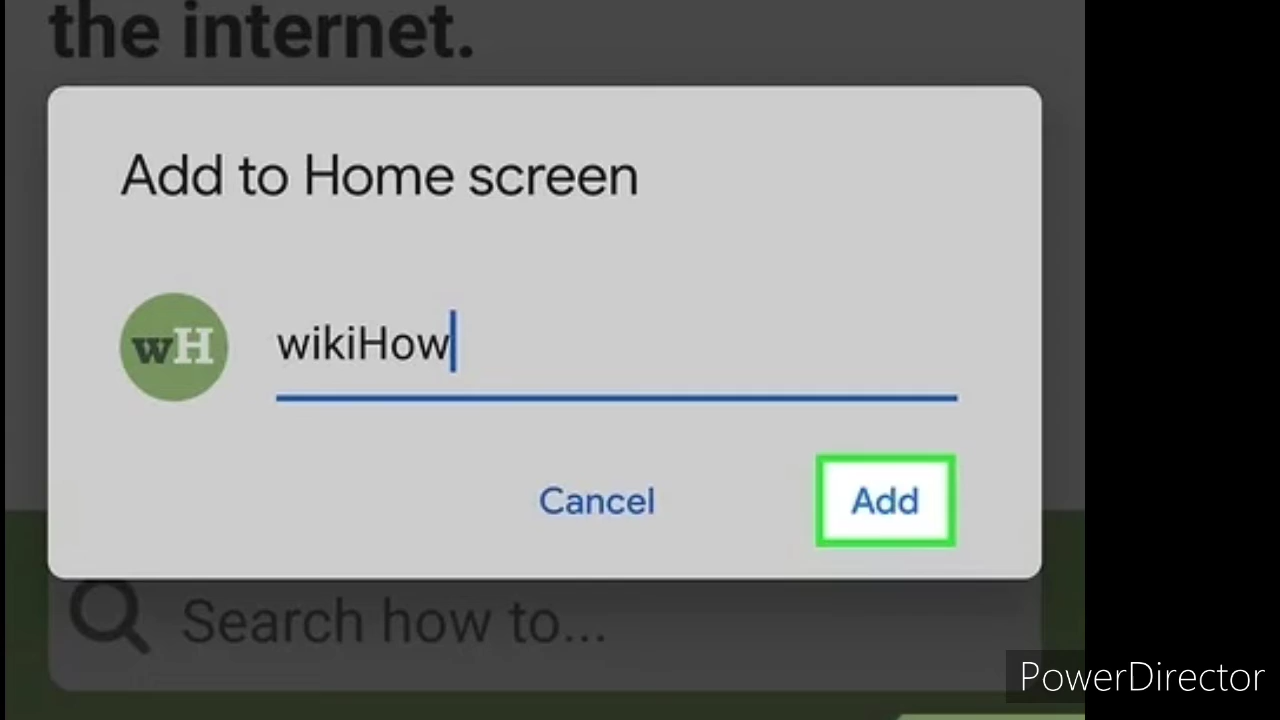 the internet.
Add to Home screen
wH
wikiHow
Cancel
Add
Search how to...
PowerDirector